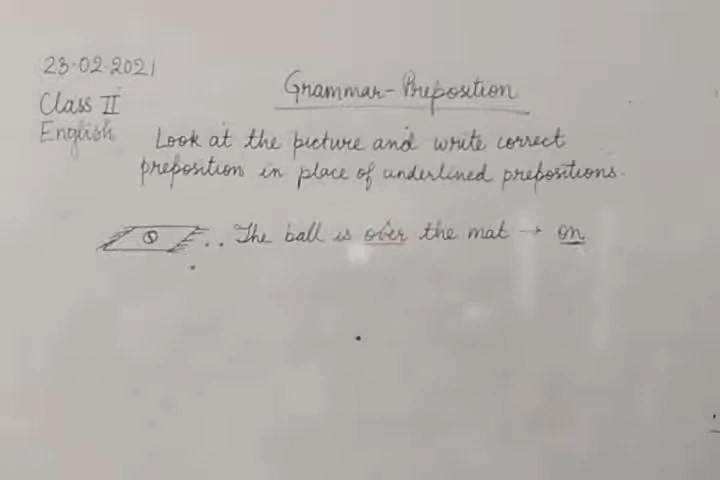 23.02.2021
Class II
English
Grammar-Preposition
Look at the picture and write correct
preposition in place of underlined prepositions.
.. The ball is over the mat → on